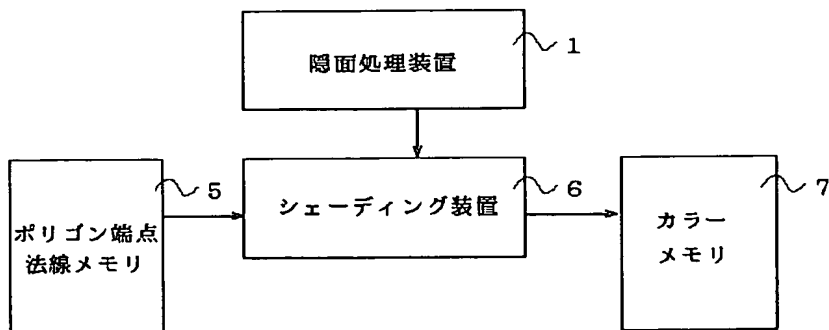 隠面処理装置
1
ポリゴン端点
法線メモリ
5
シェーディング装置
6
カラー
メモリ
7